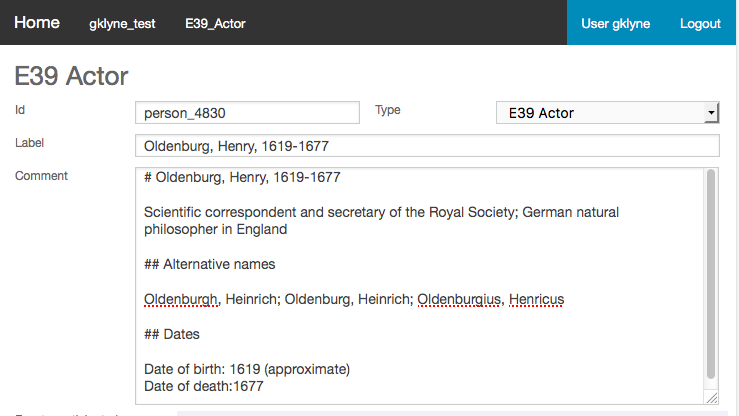 Home gklyne_test E39_Actor User gklyne Logout
E39 Actor
Id person_4830 Type E39 Actor
Label Oldenburg, Henry, 1619-1677
Comment # Oldenburg, Henry, 1619-1677
Scientific correspondent and secretary of the Royal Society; German natural
philosopher in England
## Alternative names
Oldenburgh, Heinrich; Oldenburg, Heinrich; Oldenburgius, Henricus
## Dates
Date of birth: 1619 (approximate)
Date of death:1677